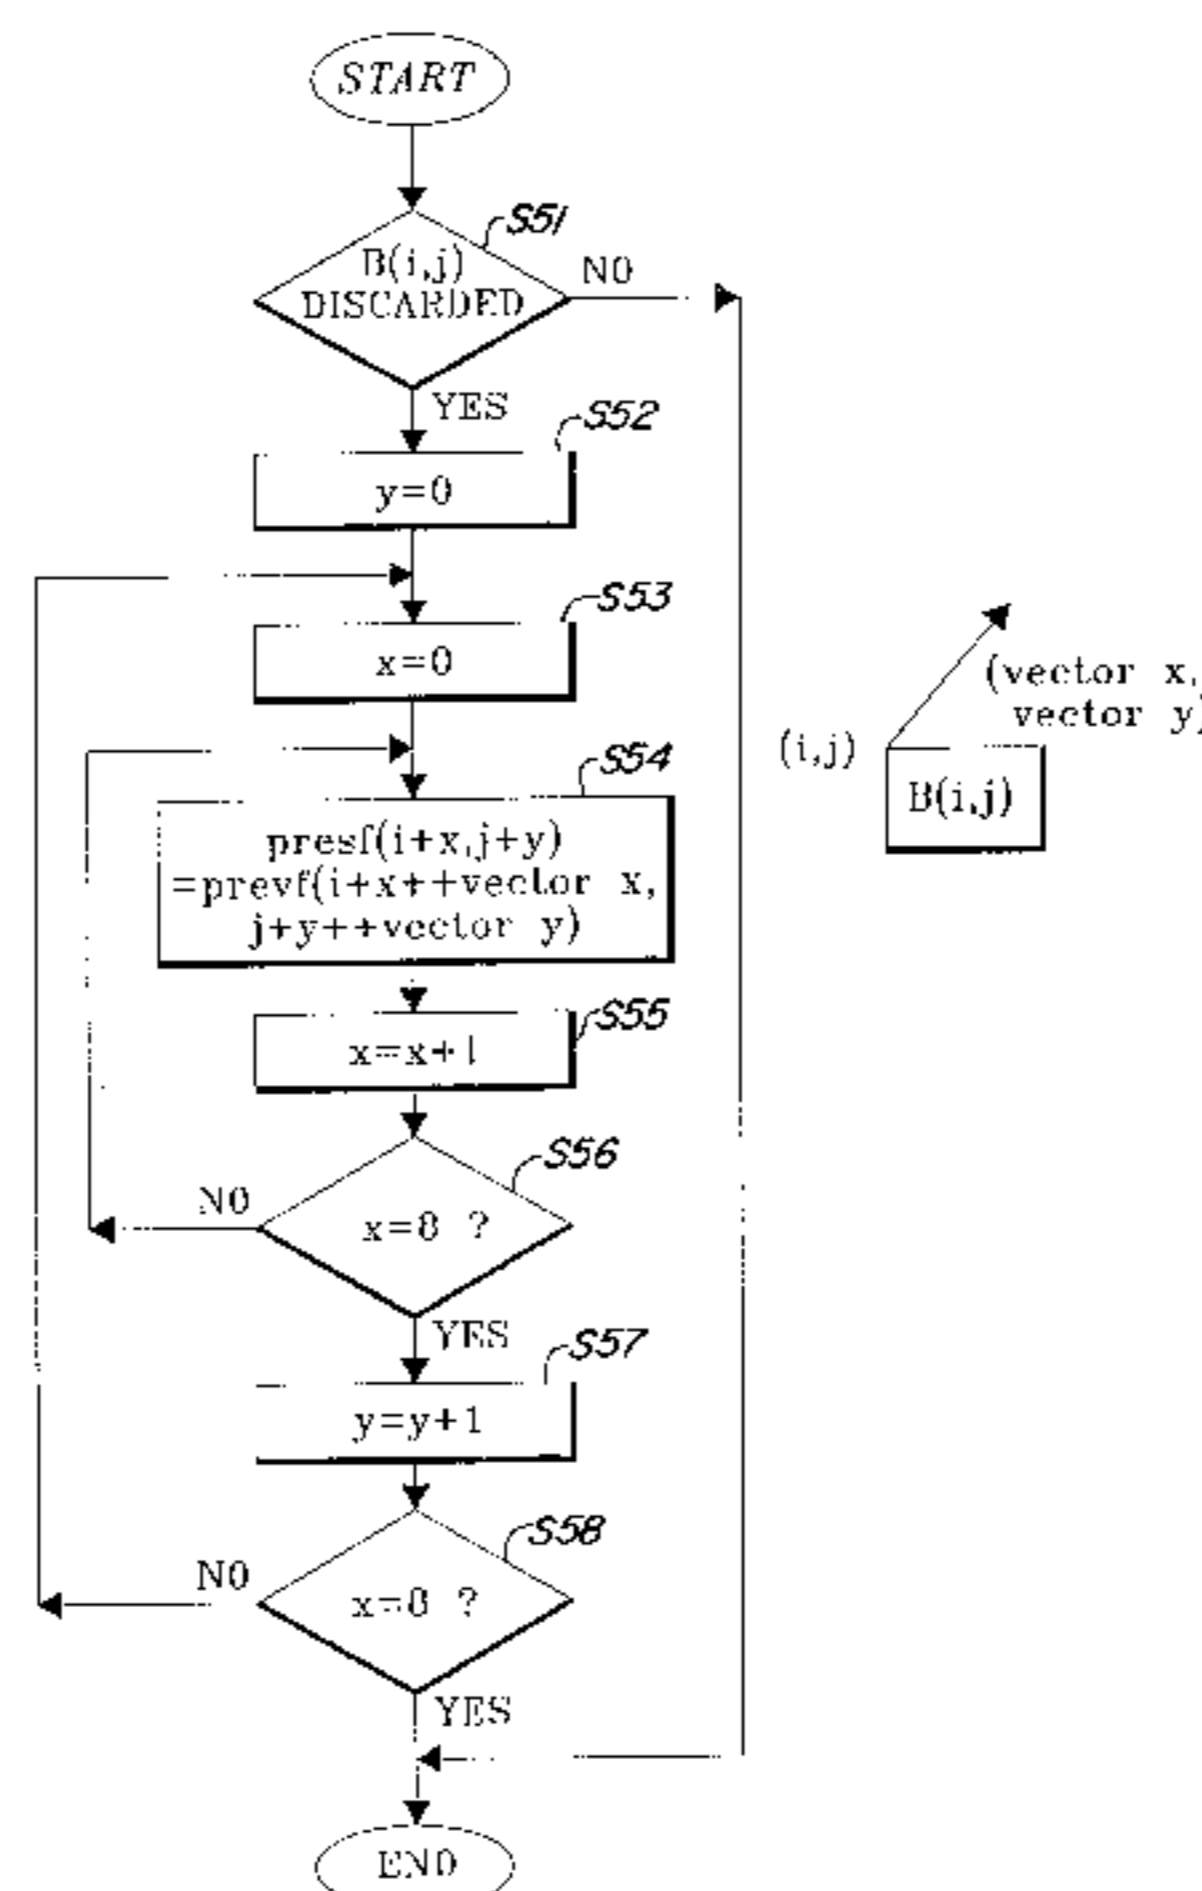 START
S51
B(i,j)
DISCARDED
NO
YES
S52
y=0
S53
x=0
(vector x,
vector y)
(i,j)
B(i,j)
S54
presf(i+x,j+y)
=prevf(i+x++vector x,
j+y++vector y)
S55
x=x+1
S56
NO
x=8 ?
YES
S57
y=y+1
S58
NO
x=8 ?
YES
END